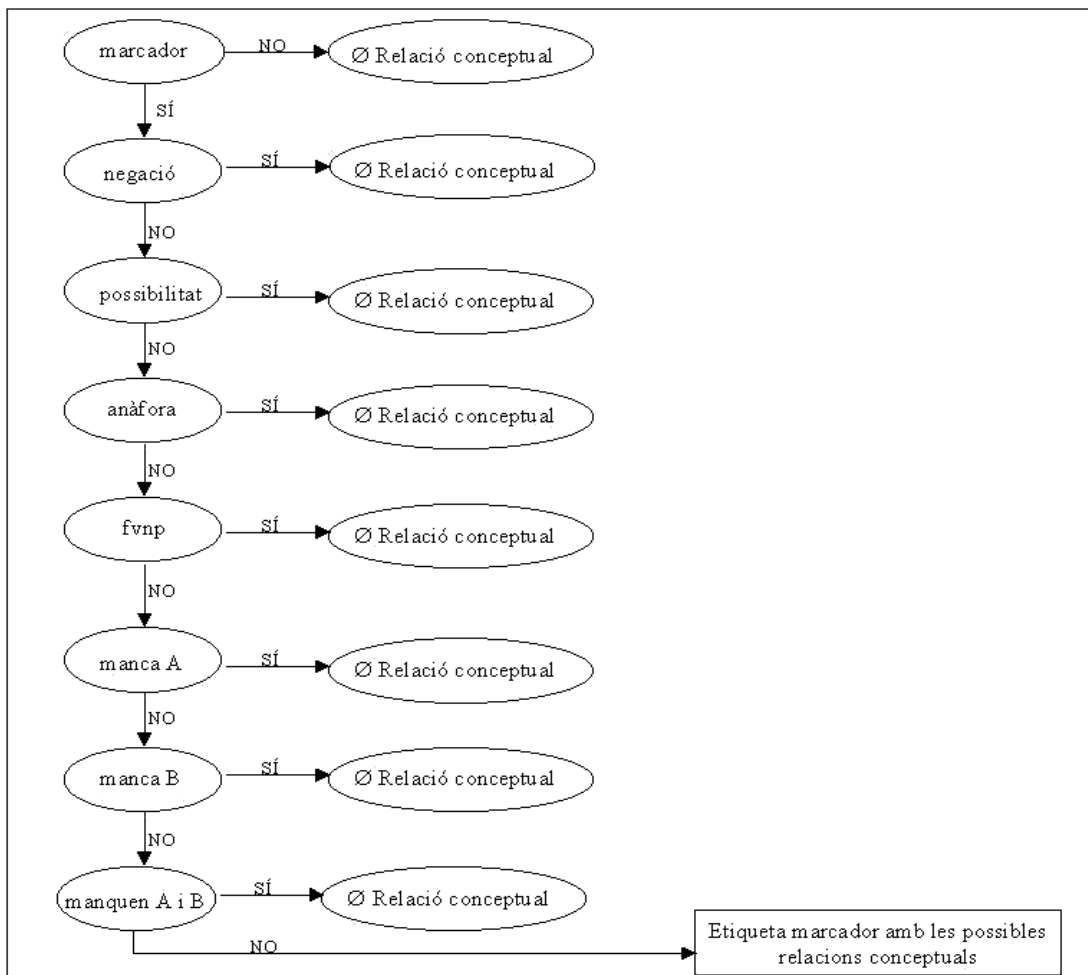 marcador
NO
Ø Relació conceptual
SÍ
negació
SÍ
Ø Relació conceptual
NO
possibilitat
SÍ
Ø Relació conceptual
NO
anàfora
SÍ
Ø Relació conceptual
NO
fvnp
SÍ
Ø Relació conceptual
NO
manca A
SÍ
Ø Relació conceptual
NO
manca B
SÍ
Ø Relació conceptual
NO
manquen A i B
SÍ
Ø Relació conceptual
NO
Etiqueta marcador amb les possibles
relacions conceptuals